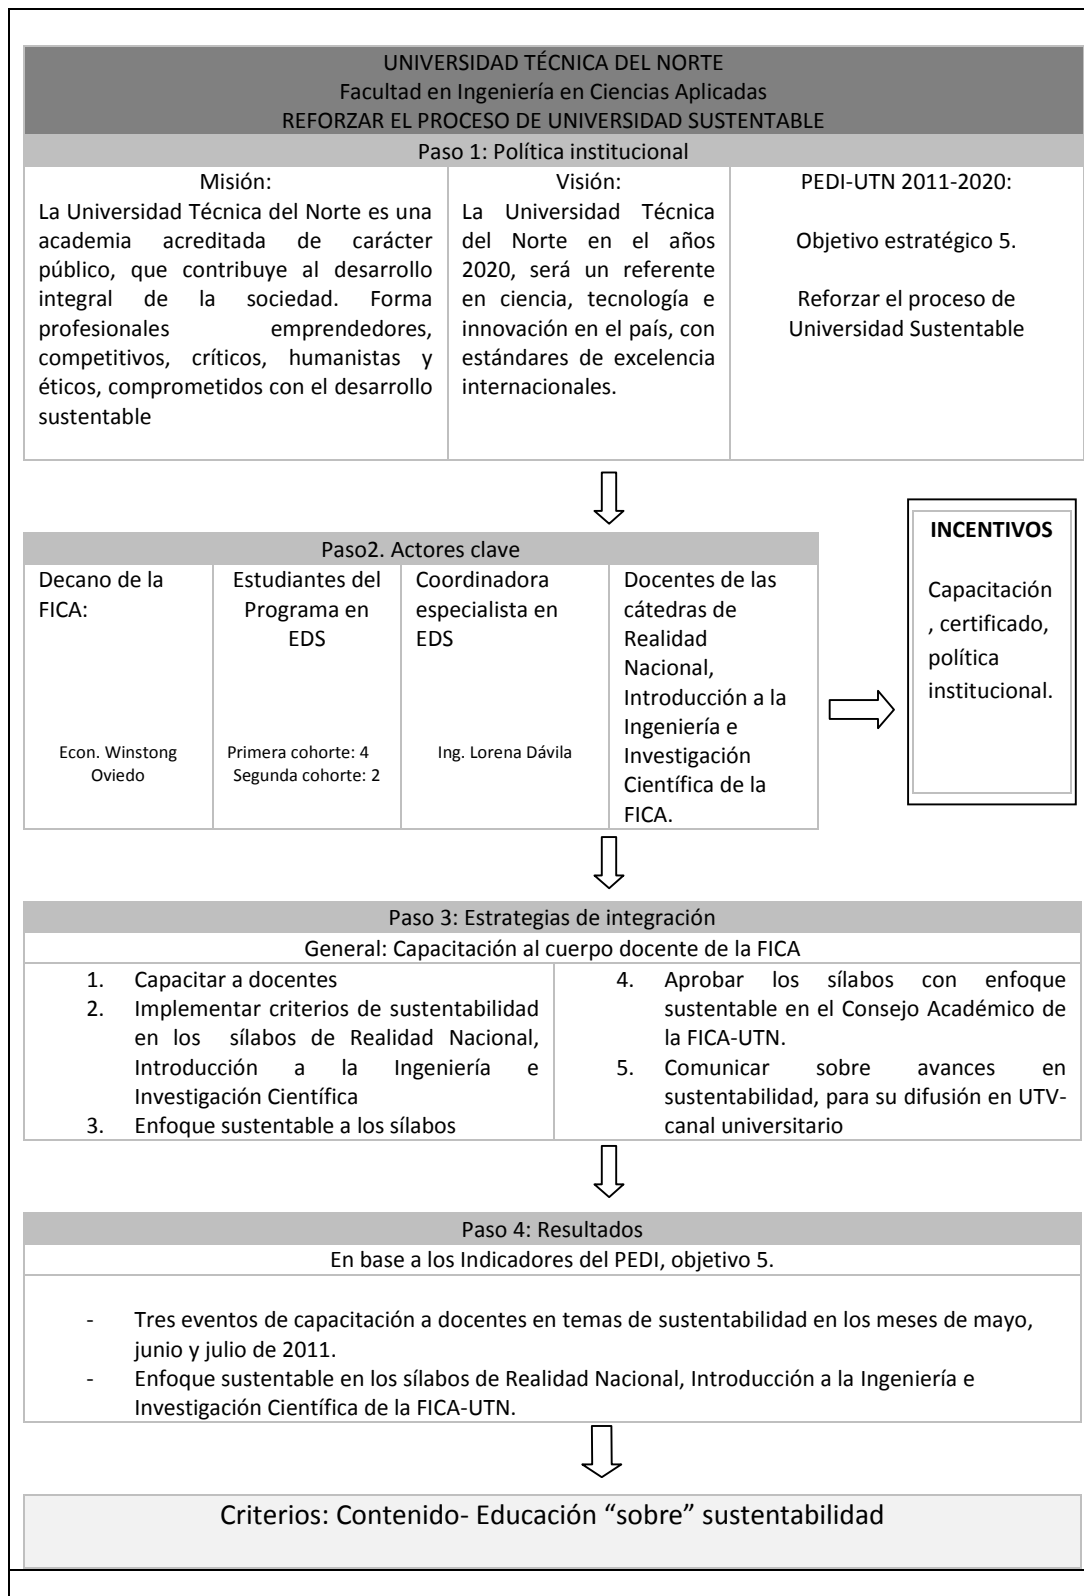 UNIVERSIDAD TÉCNICA DEL NORTE
Facultad en Ingeniería en Ciencias Aplicadas
REFORZAR EL PROCESO DE UNIVERSIDAD SUSTENTABLE
Paso 1: Política institucional
Misión:
La Universidad Técnica del Norte es una
academia acreditada de carácter
público, que contribuye al desarrollo
integral de la sociedad. Forma
profesionales emprendedores,
competitivos, críticos, humanistas y
éticos, comprometidos con el desarrollo
sustentable
Visión:
La Universidad Técnica
del Norte en el años
2020, será un referente
en ciencia, tecnología e
innovación en el país, con
estándares de excelencia
internacionales.
PEDI-UTN 2011-2020:
Objetivo estratégico 5.
Reforzar el proceso de
Universidad Sustentable
Paso2. Actores clave
Decano de la
FICA:
Econ. Winstong
Oviedo
Estudiantes del
Programa en
EDS
Primera cohorte: 4
Segunda cohorte: 2
Coordinadora
especialista en
EDS
Ing. Lorena Dávila
Docentes de las
cátedras de
Realidad
Nacional,
Introducción a la
Ingeniería e
Investigación
Científica de la
FICA.
INCENTIVOS
Capacitación
, certificado,
política
institucional.
Paso 3: Estrategias de integración
General: Capacitación al cuerpo docente de la FICA
1. Capacitar a docentes
2. Implementar criterios de sustentabilidad
en los sílabos de Realidad Nacional,
Introducción a la Ingeniería e
Investigación Científica
3. Enfoque sustentable a los sílabos
4. Aprobar los sílabos con enfoque
sustentable en el Consejo Académico de
la FICA-UTN.
5. Comunicar sobre avances en
sustentabilidad, para su difusión en UTV-
canal universitario
Paso 4: Resultados
En base a los Indicadores del PEDI, objetivo 5.
- Tres eventos de capacitación a docentes en temas de sustentabilidad en los meses de mayo,
junio y julio de 2011.
- Enfoque sustentable en los sílabos de Realidad Nacional, Introducción a la Ingeniería e
Investigación Científica de la FICA-UTN.
Criterios: Contenido- Educación “sobre” sustentabilidad